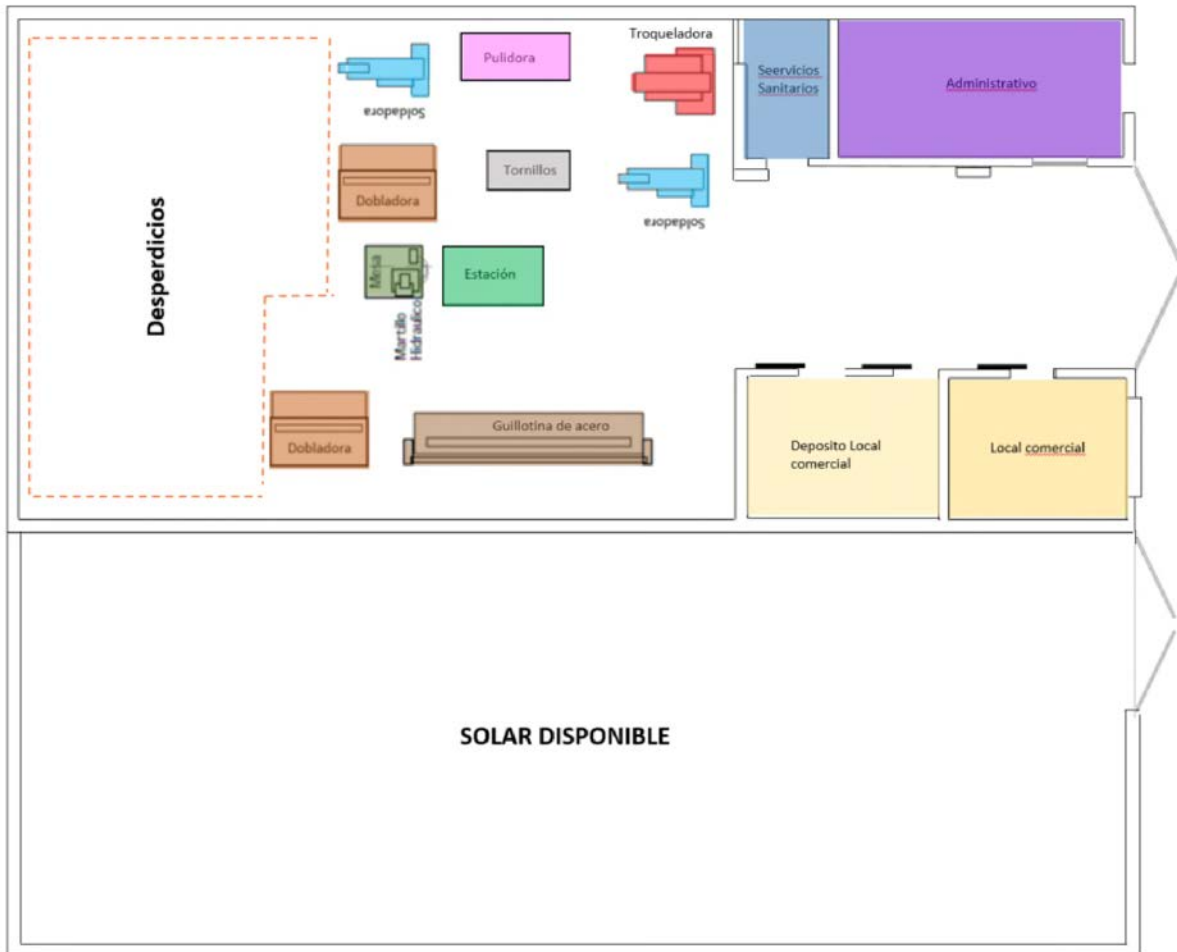 Troqueladora
Pulidora
Seervicios
Sanitarios
Administrativo
Soldadora
Tornillos
Dobladora
Soldadora
Desperdicios
Mesa
Estación
Martillo
Hidraulico
Guillotina de acero
Dobladora
Deposito Local
comercial
Local comercial
SOLAR DISPONIBLE